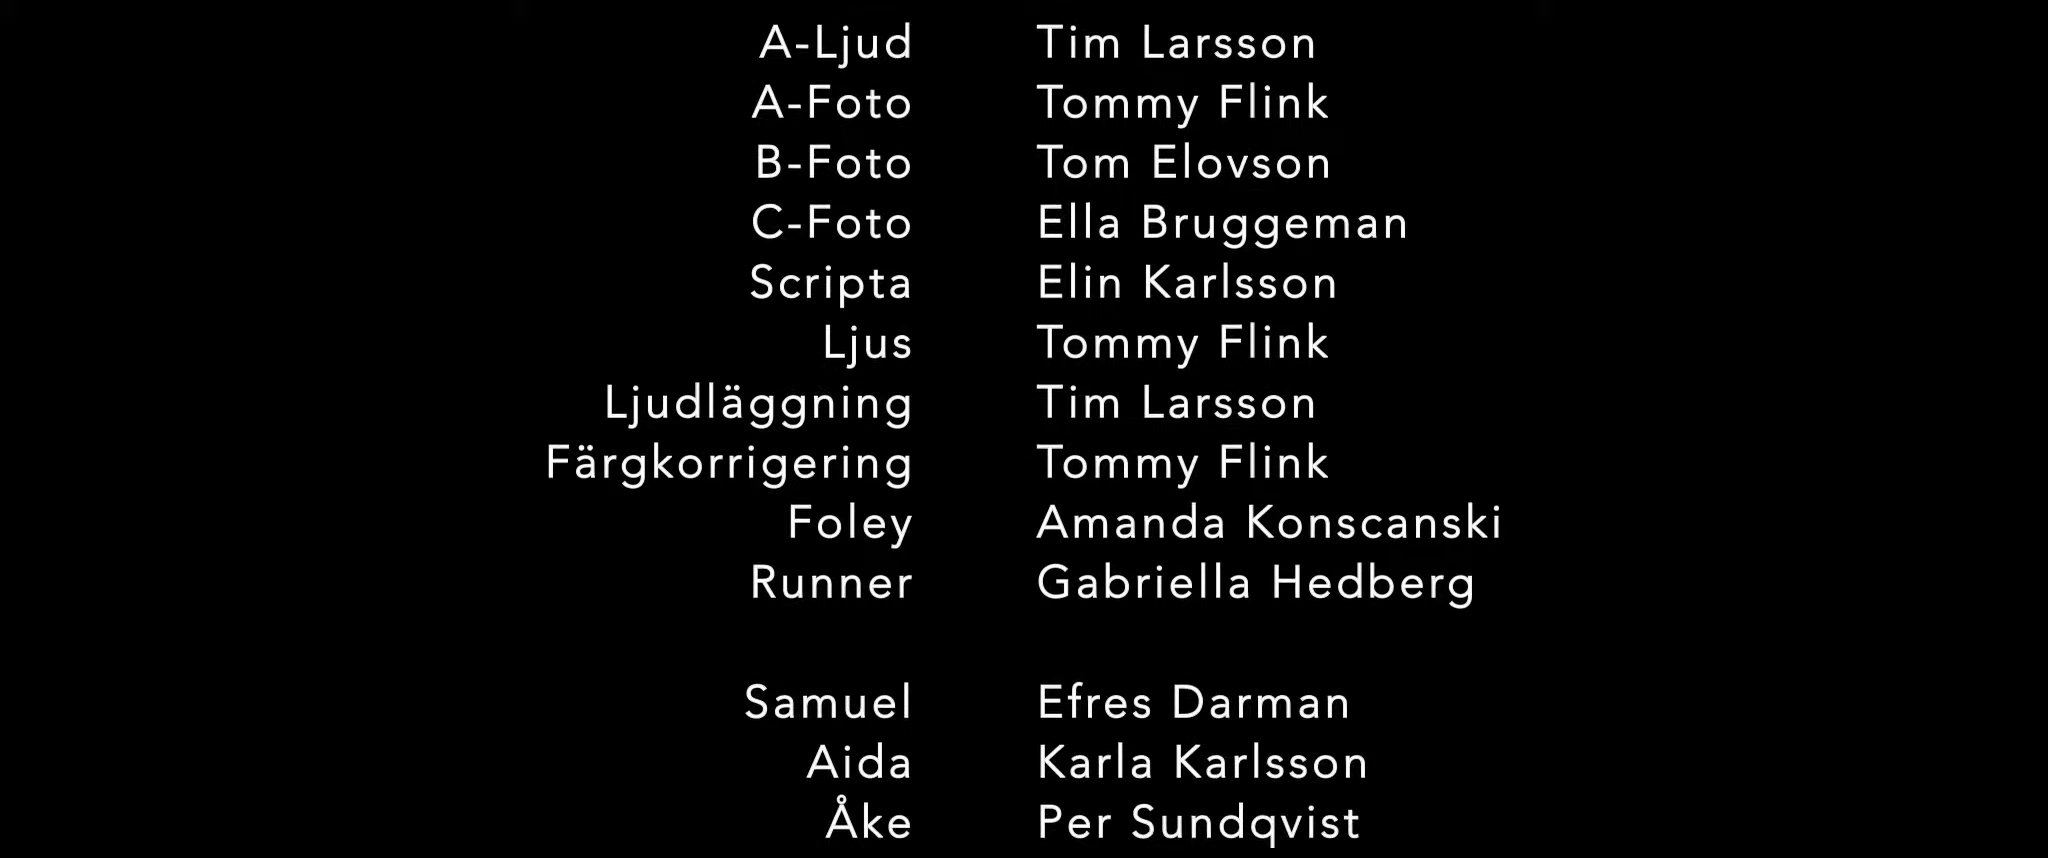 A-Ljud Tim Larsson
A-Foto Tommy Flink
B-Foto Tom Elovson
C-Foto Ella Bruggeman
Scripta Elin Karlsson
Ljus Tommy Flink
Ljudläggning Tim Larsson
Färgkorrigering Tommy Flink
Foley Amanda Konscanski
Runner Gabriella Hedberg
Samuel Efres Darman
Aida Karla Karlsson
Åke Per Sundqvist